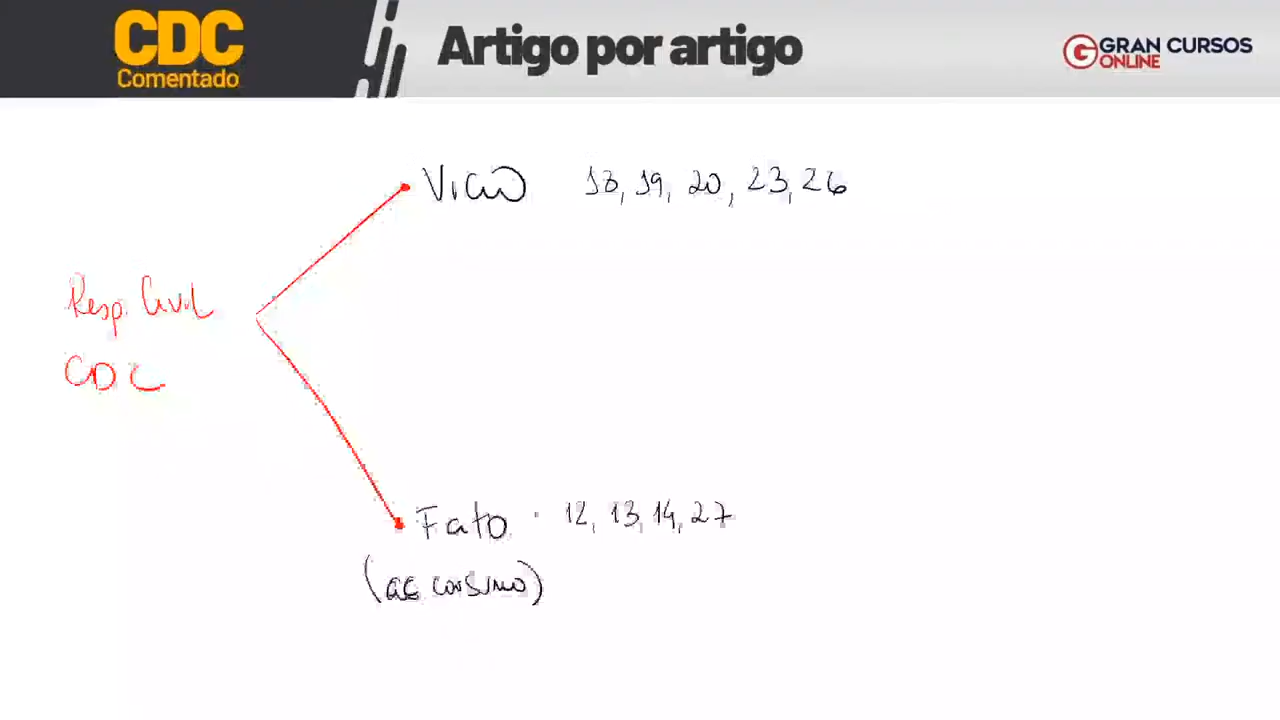 CDC
Comentado
Artigo por artigo
GRAN CURSOS
ONLINE
Vício 18, 19, 20, 23, 26
Resp. Civil
CDC
Fato 12, 13, 14, 27
(ac consumo)